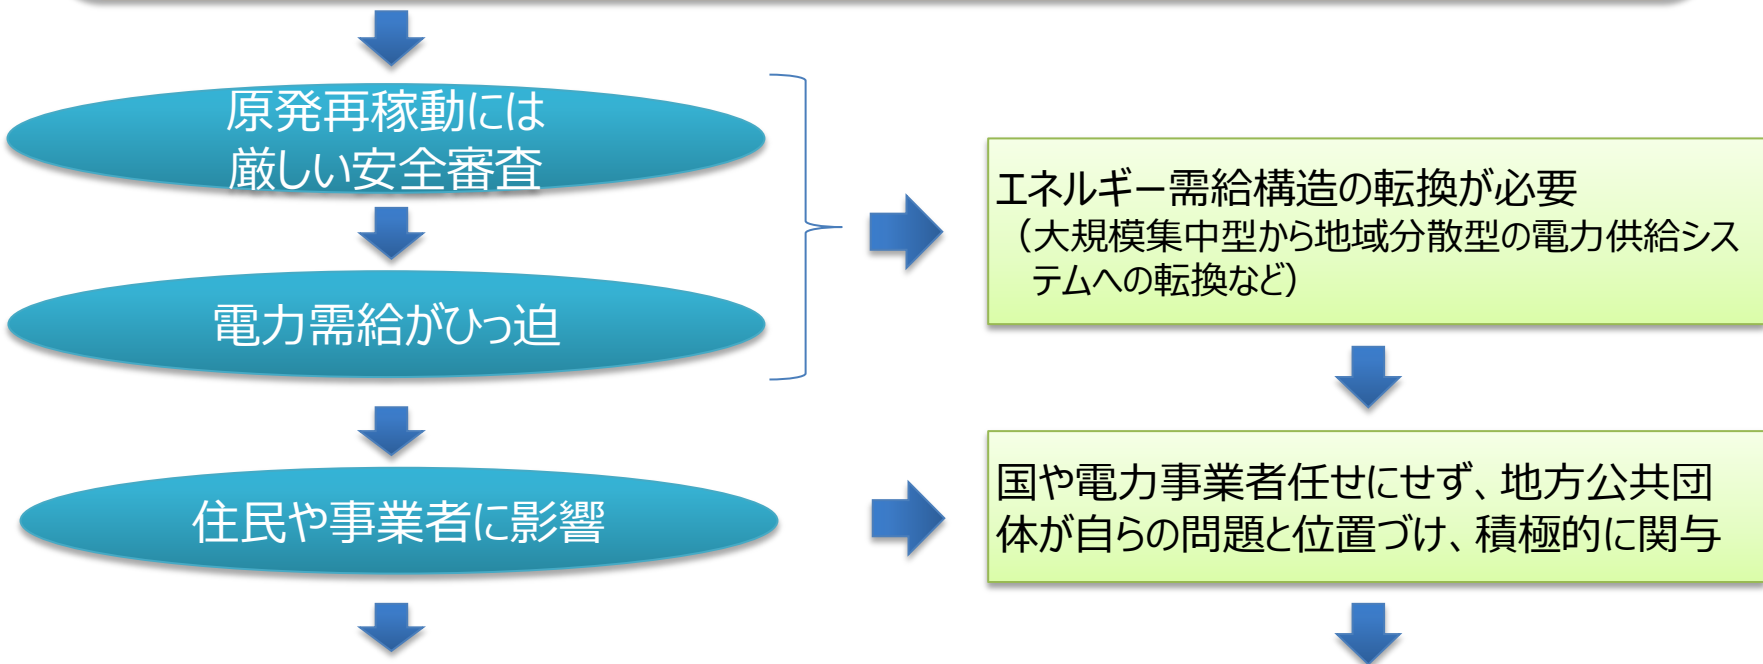 原発再稼動には
厳しい安全審査
電力需給がひっ迫
住民や事業者に影響
エネルギー需給構造の転換が必要
（大規模集中型から地域分散型の電力供給シス
テムへの転換など）
国や電力事業者任せにせず、地方公共団
体が自らの問題と位置づけ、積極的に関与